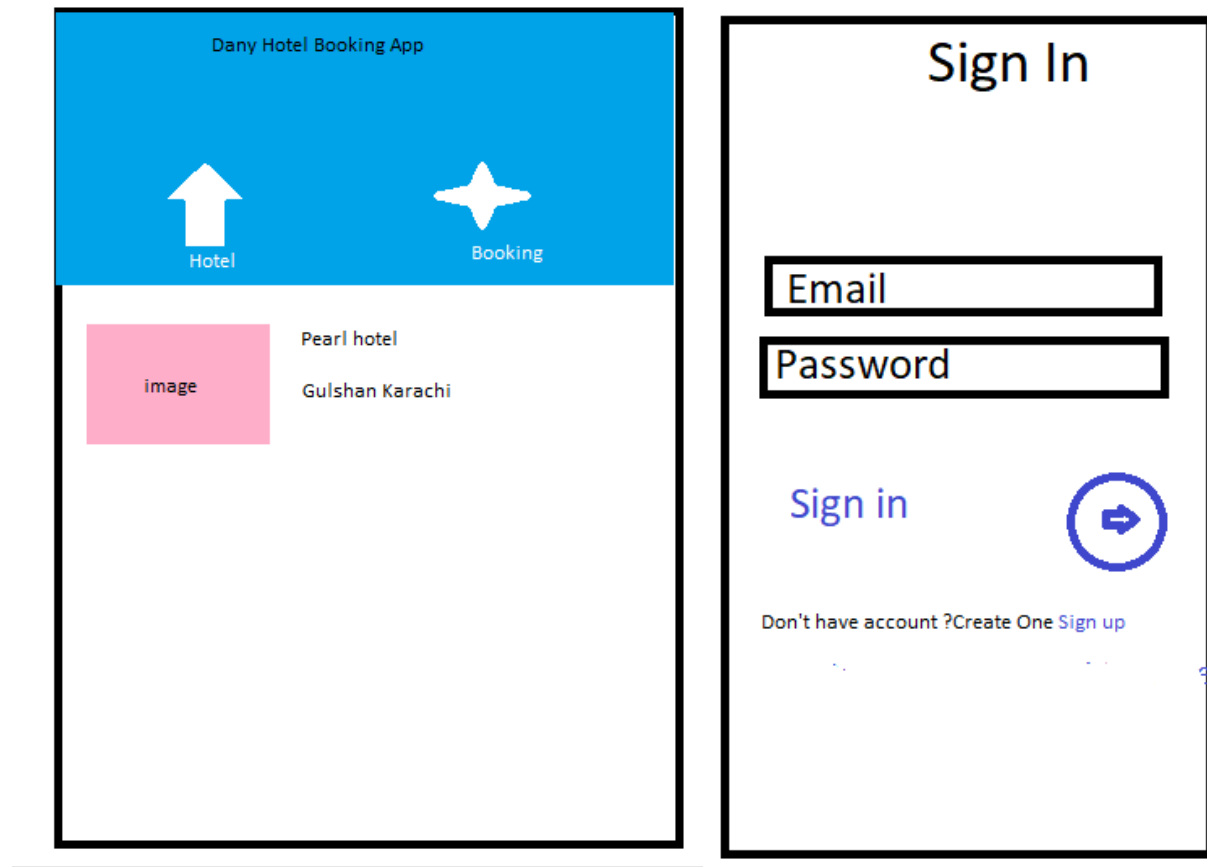 Dany Hotel Booking App
Hotel
Booking
image
Pearl hotel
Gulshan Karachi
Sign In
Email
Password
Sign in
Don't have account ?Create One Sign up